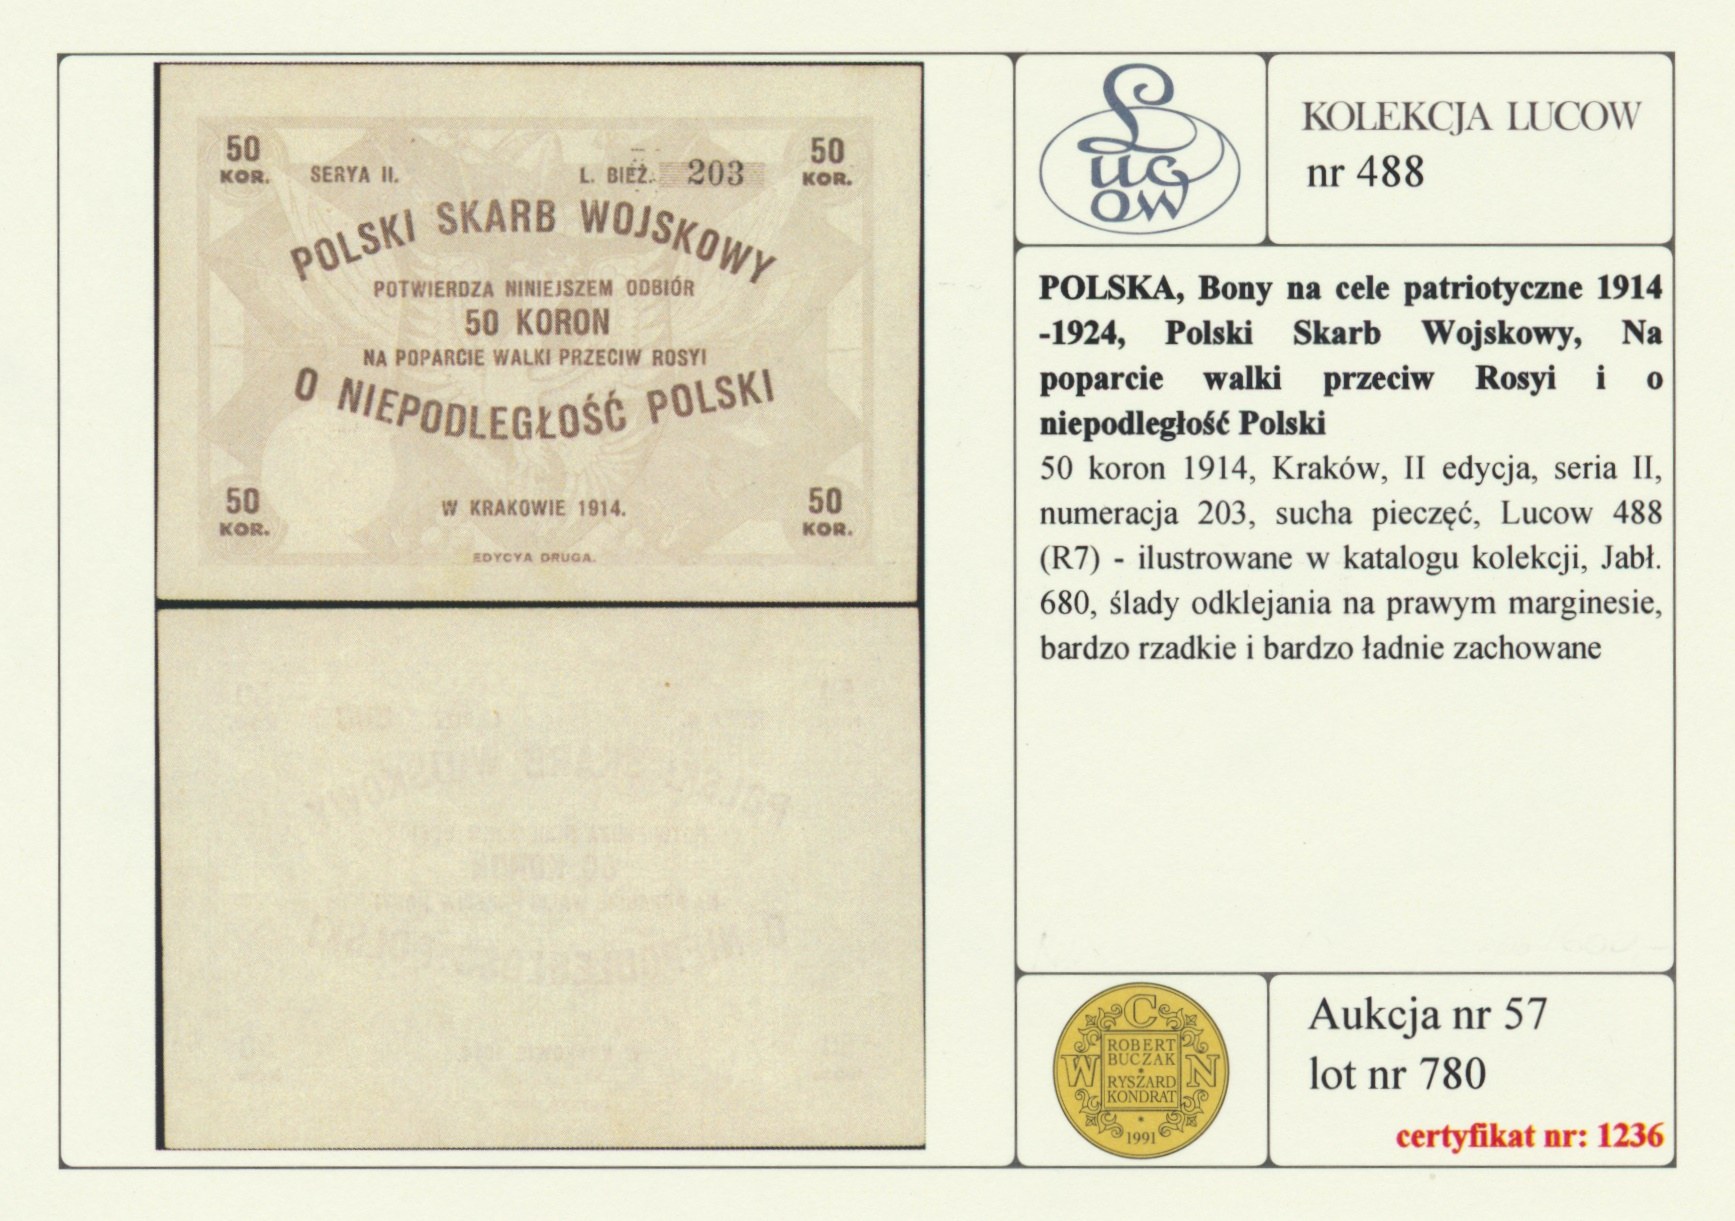 50
KOR.
SERYA II.
L. BIEŻ. 203
50
KOR.
POLSKI SKARB WOJSKOWY
POTWIERDZA NINIEJSZEM ODBIÓR
50 KORON
NA POPARCIE WALKI PRZECIW ROSYI
O NIEPODLEGŁOŚĆ POLSKI
50
KOR.
W KRAKOWIE 1914.
50
KOR.
EDYCYA DRUGA.
Lucow
KOLEKCJA LUCOW
nr 488
POLSKA, Bony na cele patriotyczne 1914
-1924, Polski Skarb Wojskowy, Na
poparcie walki przeciw Rosyi i o
niepodległość Polski
50 koron 1914, Kraków, II edycja, seria II,
numeracja 203, sucha pieczęć, Lucow 488
(R7) - ilustrowane w katalogu kolekcji, Jabł.
680, ślady odklejania na prawym marginesie,
bardzo rzadkie i bardzo ładnie zachowane
C
W N
ROBERT
BUCZAK
*
RYSZARD
KONDRAT
*
1991
Aukcja nr 57
lot nr 780
certyfikat nr: 1236